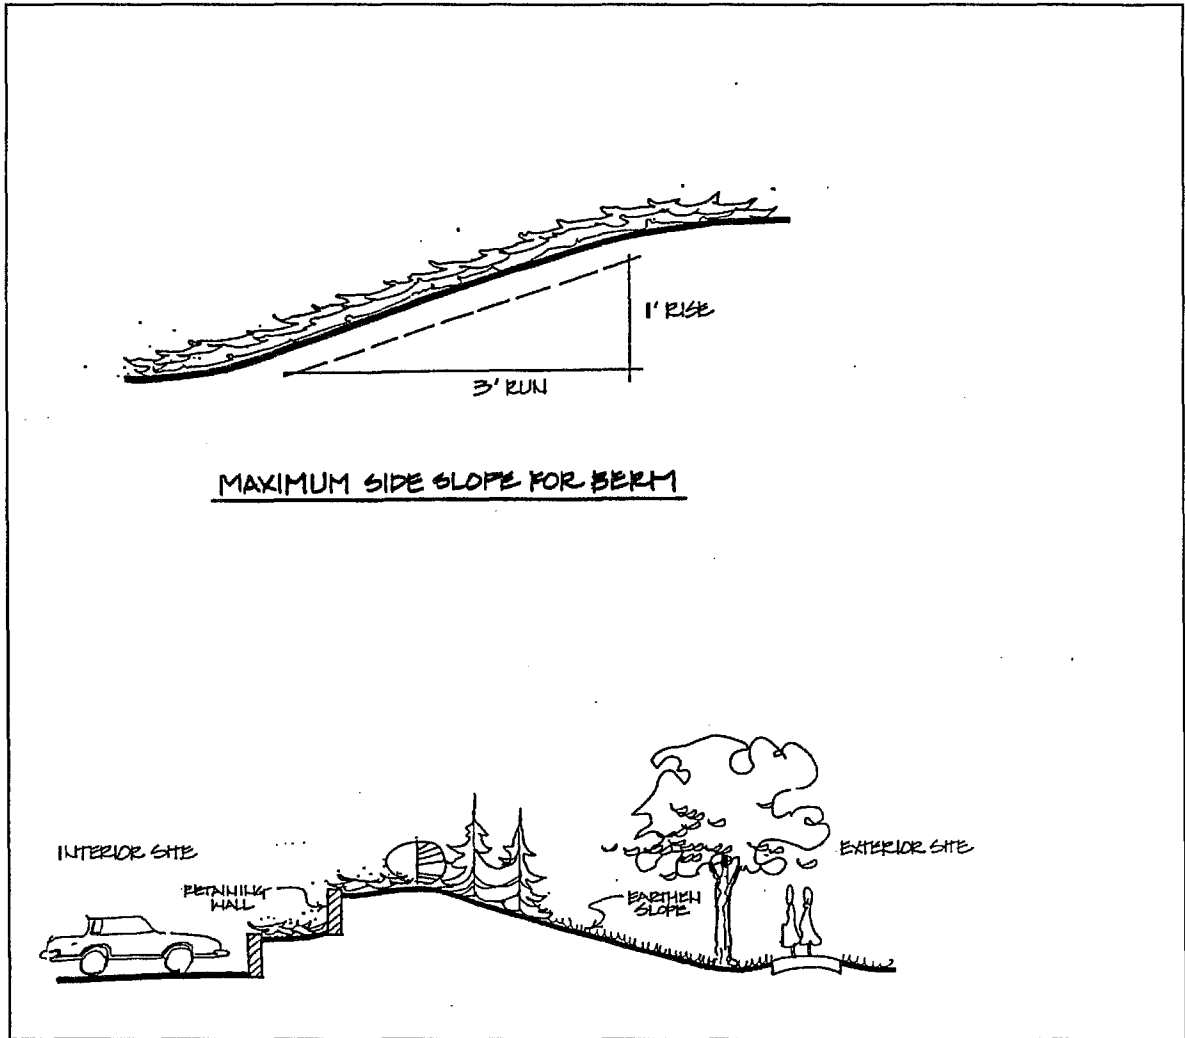 1' RISE
3' RUN
MAXIMUM SIDE SLOPE FOR BERM
INTERIOR SITE
EXTERIOR SITE
RETAINING
WALL
EARTHEN
SLOPE